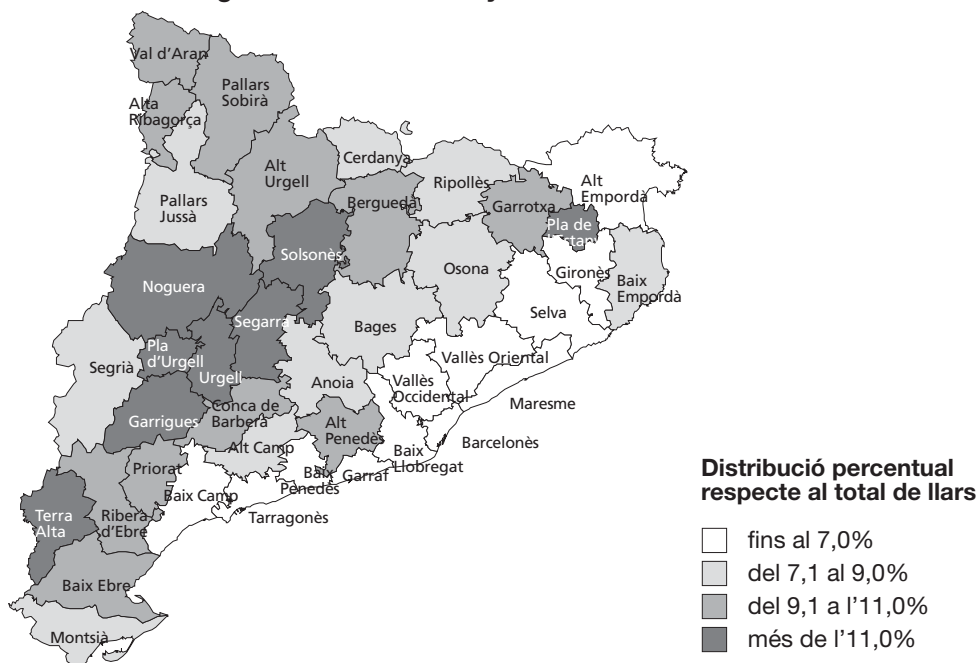 Val d'Aran
Pallars
Sobirà
Alta
Ribagorça
Cerdanya
Alt
Urgell
Ripollès
Alt
Empordà
Pallars
Jussà
Berguedà
Garrotxa
Pla de
Solsonès
Osona
Gironès
Baix
Empordà
Noguera
Selva
Segarra
Bages
Pla
d'Urgell
Vallès Oriental
Segrià
Urgell
Anoia
Vallès
Occidental
Maresme
Garrigues
Conca de
Barberà
Alt
Penedès
Barcelonès
Alt Camp
Baix
Llobregat
Priorat
Baix
Penedès
Garraf
Baix Camp
Tarragonès
Terra
Alta
Ribera
d'Ebre
Baix Ebre
Montsià
Distribució percentual
respecte al total de llars
fins al 7,0%
del 7,1 al 9,0%
del 9,1 a l'11,0%
més de l'11,0%